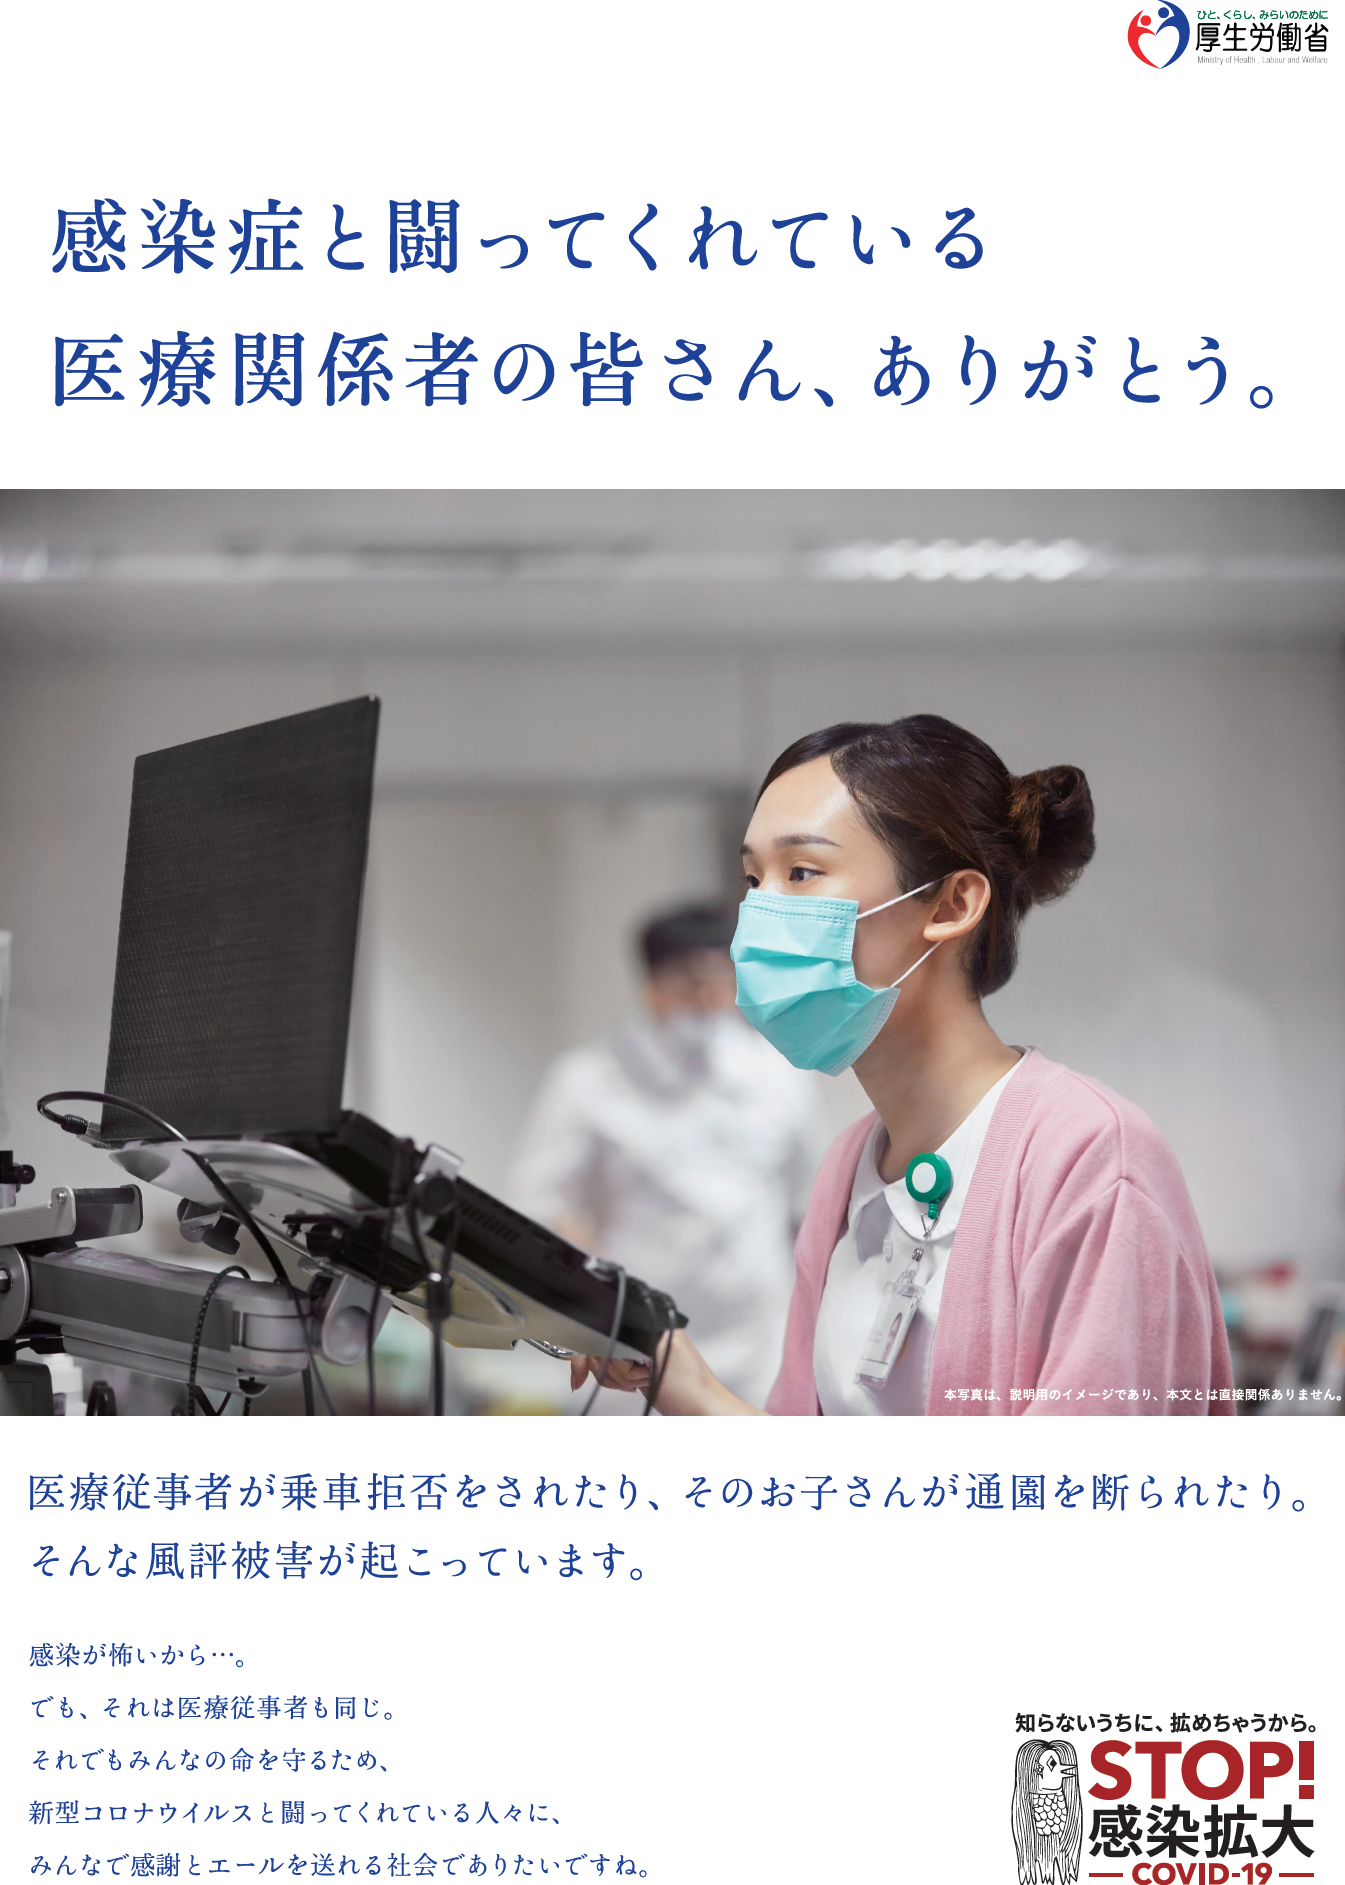 ひと、くらし、みらいのために
厚生労働省
Ministry of Health, Labour and Welfare
感染症と闘ってくれている
医療関係者の皆さん、ありがとう。
本写真は、説明用のイメージであり、本文とは直接関係ありません。
医療従事者が乗車拒否をされたり、そのお子さんが通園を断られたり。
そんな風評被害が起こっています。
感染が怖いから…。
でも、それは医療従事者も同じ。
それでもみんなの命を守るため、
新型コロナウイルスと闘ってくれている人々に、
みんなで感謝とエールを送れる社会でありたいですね。
知らないうちに、拡めちゃうから。
STOP!
感染拡大
COVID-19